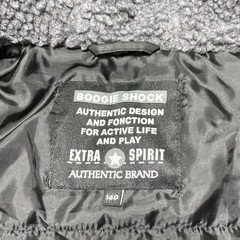 BOOGIE SHOCK
AUTHENTIC DESIGN
AND FONCTION
FOR ACTIVE LIFE
AND PLAY
EXTRA SPIRIT
AUTHENTIC BRAND
140